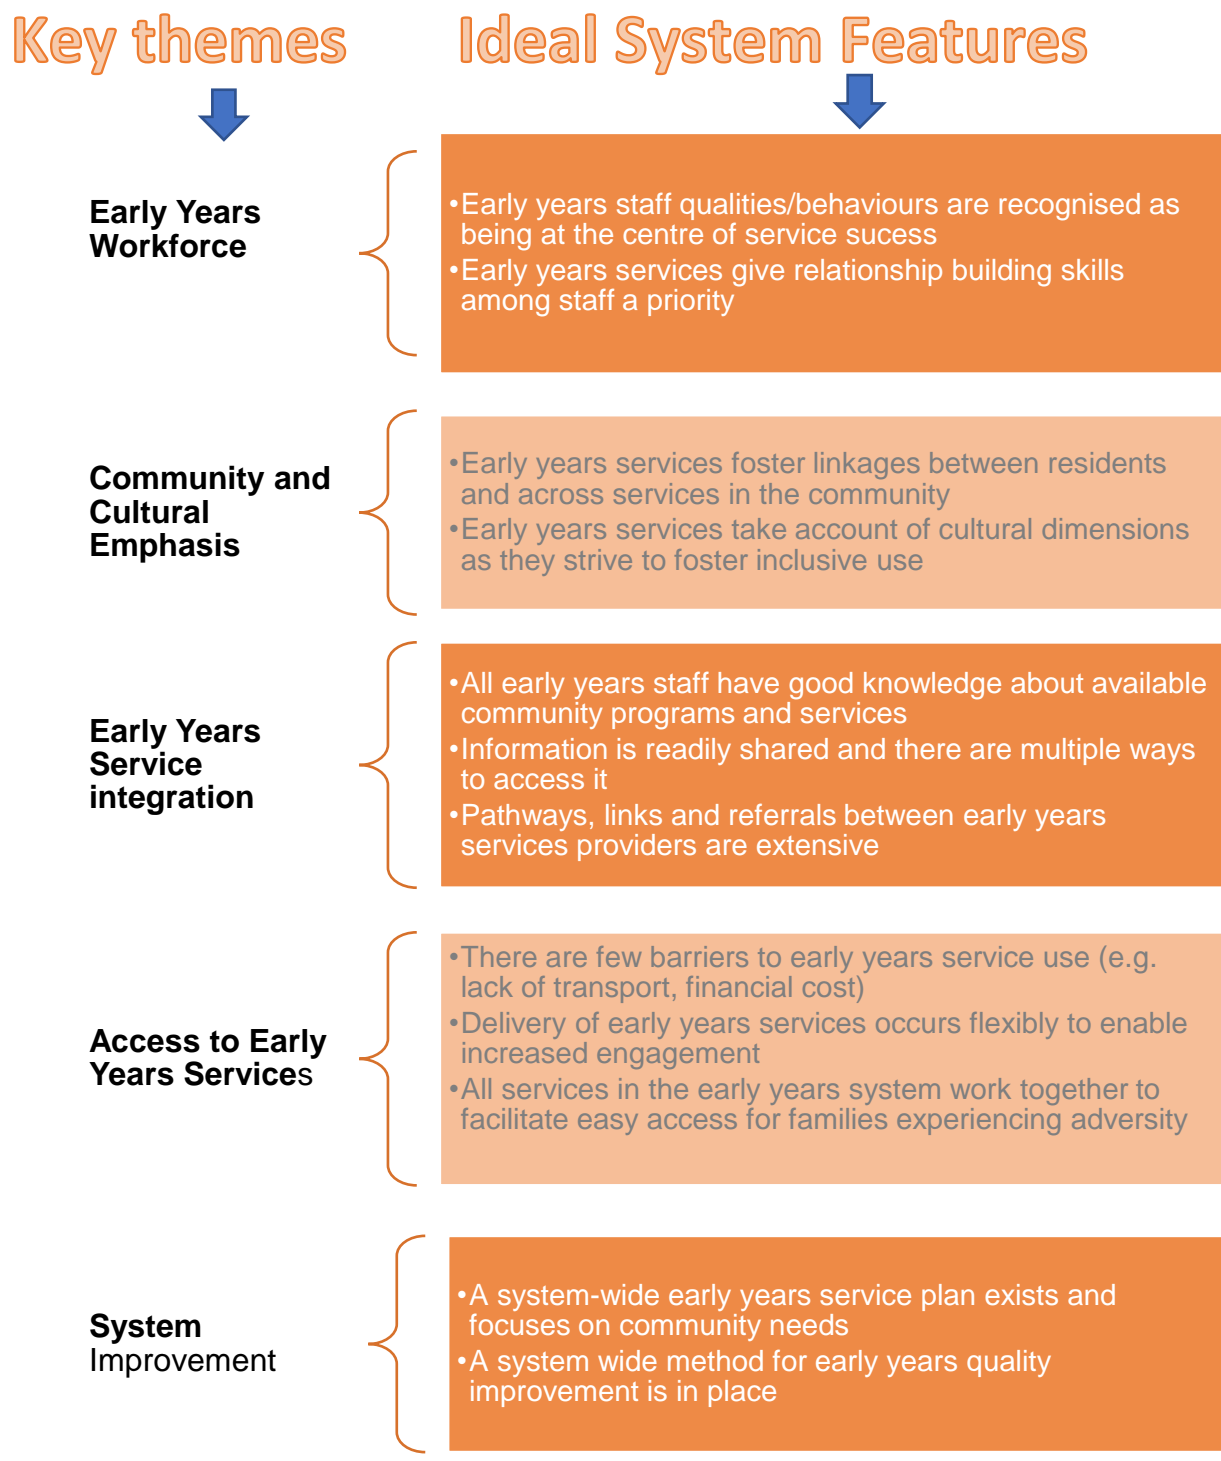 Key themes
Ideal System Features
Early Years
Workforce
•Early years staff qualities/behaviours are recognised as
being at the centre of service sucess
•Early years services give relationship building skills
among staff a priority
Community and
Cultural
Emphasis
•Early years services foster linkages between residents
and across services in the community
•Early years services take account of cultural dimensions
as they strive to foster inclusive use
Early Years
Service
integration
•All early years staff have good knowledge about available
community programs and services
•Information is readily shared and there are multiple ways
to access it
•Pathways, links and referrals between early years
services providers are extensive
Access to Early
Years Services
•There are few barriers to early years service use (e.g.
lack of transport, financial cost)
•Delivery of early years services occurs flexibly to enable
increased engagement
•All services in the early years system work together to
facilitate easy access for families experiencing adversity
System
Improvement
•A system-wide early years service plan exists and
focuses on community needs
•A system wide method for early years quality
improvement is in place